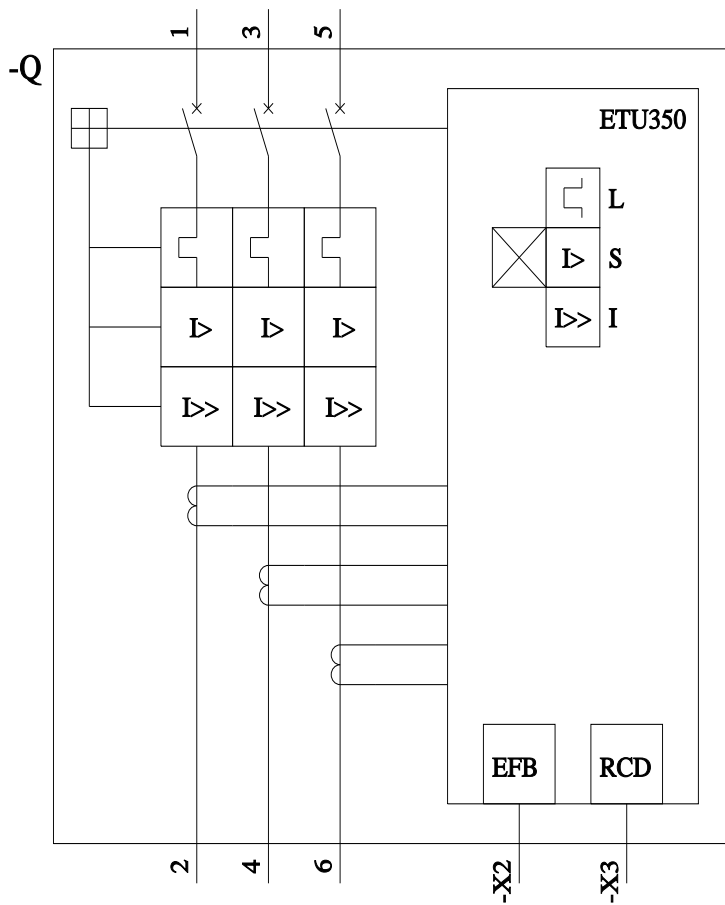 1 3 5
-Q
ETU350
L
I> S
I>> I
I> I> I>
I>> I>> I>>
EFB RCD
2 4 6 -X2 -X3